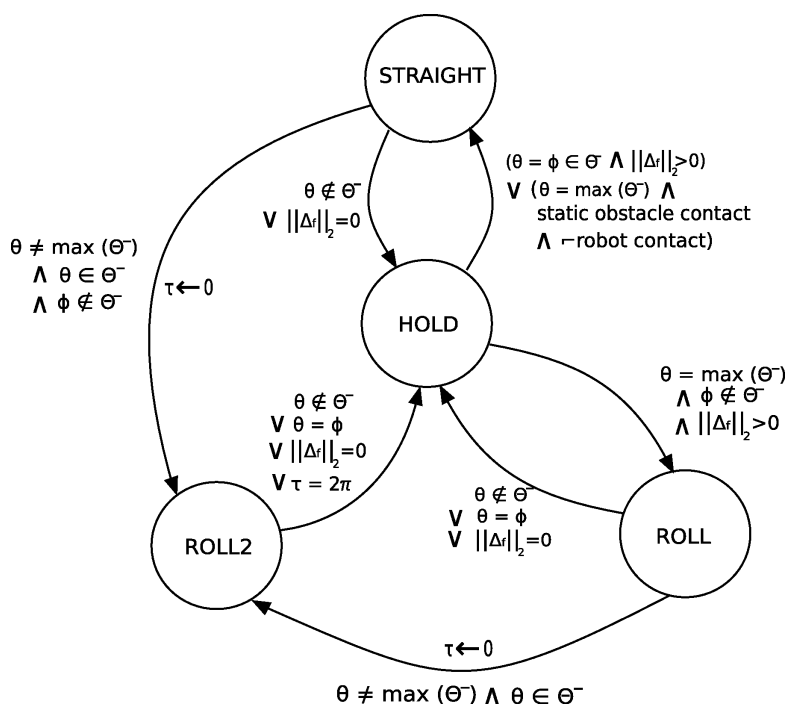 STRAIGHT
(θ = ϕ ∈ Θ⁻ ∧ ||Δf||₂>0)
∨ (θ = max (Θ⁻) ∧
static obstacle contact
∧ ⌐robot contact)
θ ∉ Θ⁻
∨ ||Δf||₂=0
θ ≠ max (Θ⁻)
∧ θ ∈ Θ⁻
∧ ϕ ∉ Θ⁻
τ← 0
HOLD
θ = max (Θ⁻)
∧ ϕ ∉ Θ⁻
∧ ||Δf||₂>0
θ ∉ Θ⁻
∨ θ = ϕ
∨ ||Δf||₂=0
∨ τ = 2π
θ ∉ Θ⁻
∨ θ = ϕ
∨ ||Δf||₂=0
ROLL2
ROLL
τ← 0
θ ≠ max (Θ⁻) ∧ θ ∈ Θ⁻